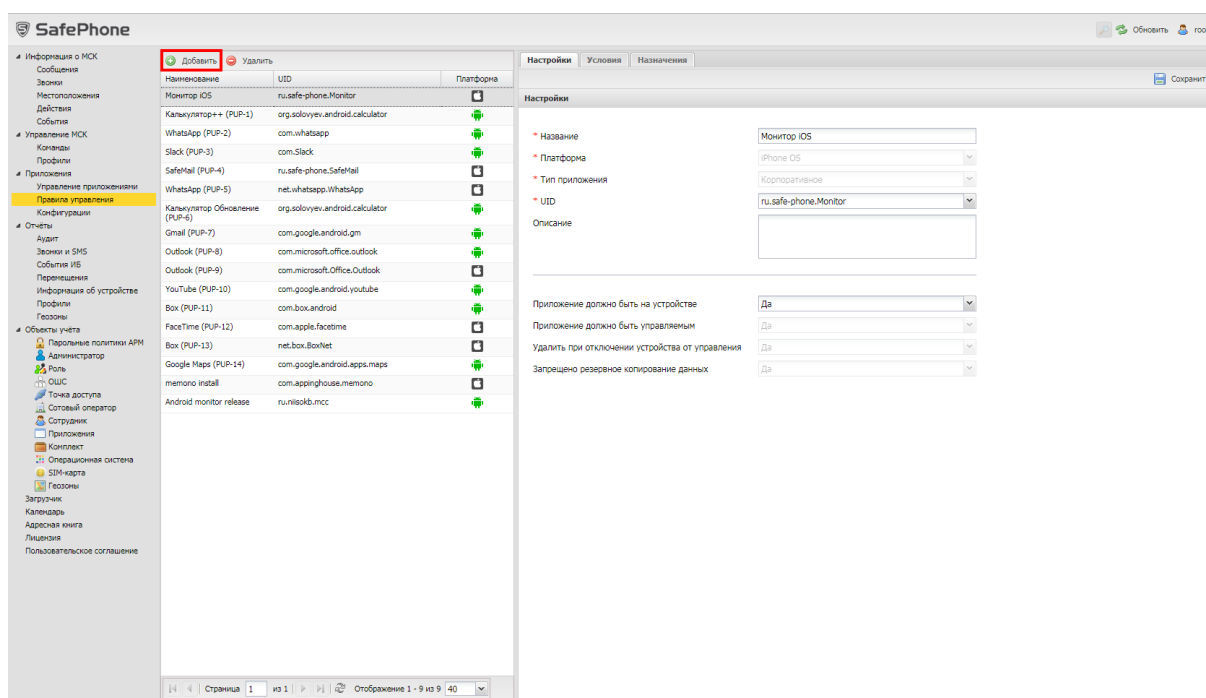 SafePhone
Обновить
Информация о МСК
Сообщения
Звонки
Местоположения
Действия
События
Управление МСК
Команды
Профили
Приложения
Управление приложениями
Правила управления
Конфигурации
Отчёты
Аудит
Звонки и SMS
События ИБ
Перемещения
Информация об устройстве
Профили
Геозоны
Объекты учёта
Парольные политики АРМ
Администратор
Роль
ОШС
Точка доступа
Сотовый оператор
Сотрудник
Приложения
Комплект
Операционная система
SIM-карта
Геозоны
Загрузчик
Календарь
Адресная книга
Лицензия
Пользовательское соглашение
Добавить Удалить
Наименование UID Платформа
Монитор iOS ru.safe-phone.Monitor
Калькулятор++ (PUP-1) org.solovyev.android.calculator
WhatsApp (PUP-2) com.whatsapp
Slack (PUP-3) com.Slack
SafeMail (PUP-4) ru.safe-phone.SafeMail
WhatsApp (PUP-5) net.whatsapp.WhatsApp
Калькулятор Обновление org.solovyev.android.calculator
(PUP-6)
Gmail (PUP-7) com.google.android.gm
Outlook (PUP-8) com.microsoft.office.outlook
Outlook (PUP-9) com.microsoft.Office.Outlook
YouTube (PUP-10) com.google.android.youtube
Box (PUP-11) com.box.android
FaceTime (PUP-12) com.apple.facetime
Box (PUP-13) net.box.BoxNet
Google Maps (PUP-14) com.google.android.apps.maps
memono install com.appinghouse.memono
Android monitor release ru.niisokb.mcc
Страница 1 из 1 Отображение 1 - 9 из 9 40
Настройки Условия Назначения
Сохранит
Настройки
* Название Монитор iOS
* Платформа iPhone OS
* Тип приложения Корпоративное
* UID ru.safe-phone.Monitor
Описание
Приложение должно быть на устройстве Да
Приложение должно быть управляемым Да
Удалить при отключении устройства от управления Да
Запрещено резервное копирование данных Да